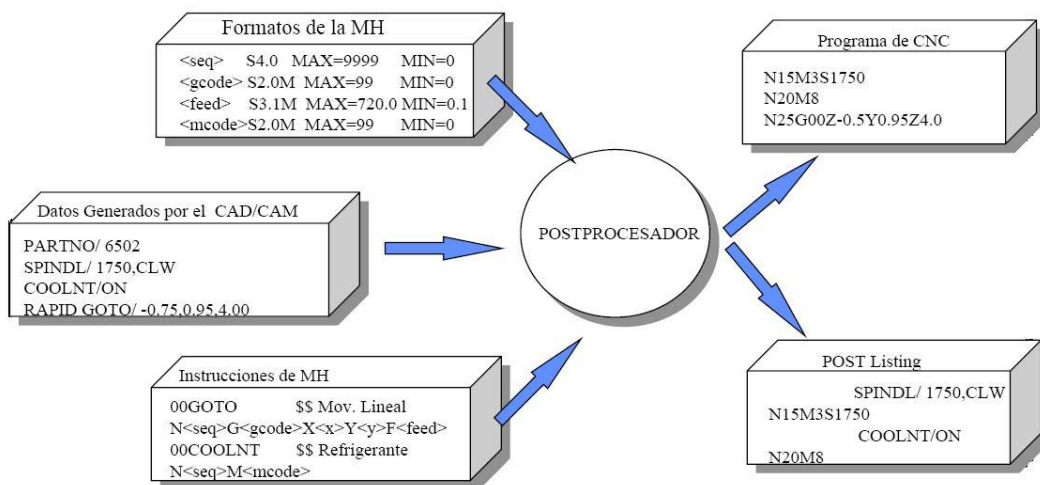 Formatos de la MH
<seq> S4.0 MAX=9999 MIN=0
<gcode> S2.0M MAX=99 MIN=0
<feed> S3.1M MAX=720.0 MIN=0.1
<mcode>S2.0M MAX=99 MIN=0
Datos Generados por el CAD/CAM
PARTNO/ 6502
SPINDL/ 1750,CLW
COOLNT/ON
RAPID GOTO/ -0.75,0.95,4.00
Instrucciones de MH
00GOTO $$ Mov. Lineal
N<seq>G<gcode>X<x>Y<y>F<feed>
00COOLNT $$ Refrigerante
N<seq>M<mcode>
POSTPROCESADOR
Programa de CNC
N15M3S1750
N20M8
N25G00Z-0.5Y0.95Z4.0
POST Listing
SPINDL/ 1750,CLW
N15M3S1750
COOLNT/ON
N20M8